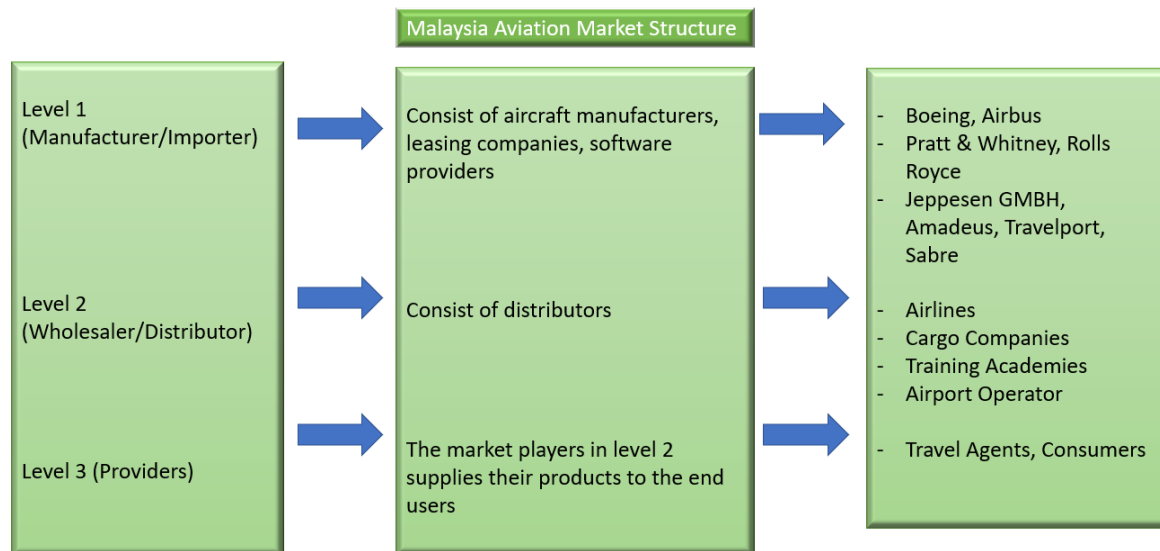 Malaysia Aviation Market Structure
Level 1
(Manufacturer/Importer)
Level 2
(Wholesaler/Distributor)
Level 3 (Providers)
Consist of aircraft manufacturers,
leasing companies, software
providers
Consist of distributors
The market players in level 2
supplies their products to the end
users
- Boeing, Airbus
- Pratt & Whitney, Rolls
Royce
- Jeppesen GMBH,
Amadeus, Travelport,
Sabre
- Airlines
- Cargo Companies
- Training Academies
- Airport Operator
- Travel Agents, Consumers